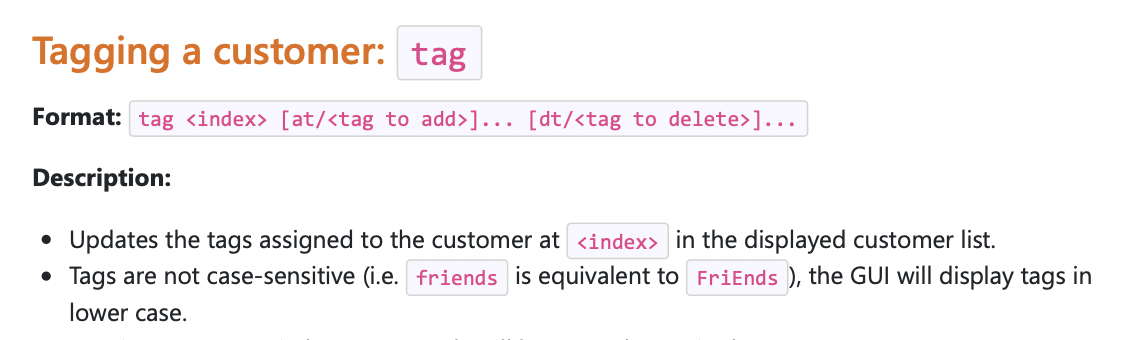 Tagging a customer: tag
Format: tag <index> [at/<tag to add>]... [dt/<tag to delete>]...
Description:
• Updates the tags assigned to the customer at <index> in the displayed customer list.
• Tags are not case-sensitive (i.e. friends is equivalent to FriEnds), the GUI will display tags in
lower case.